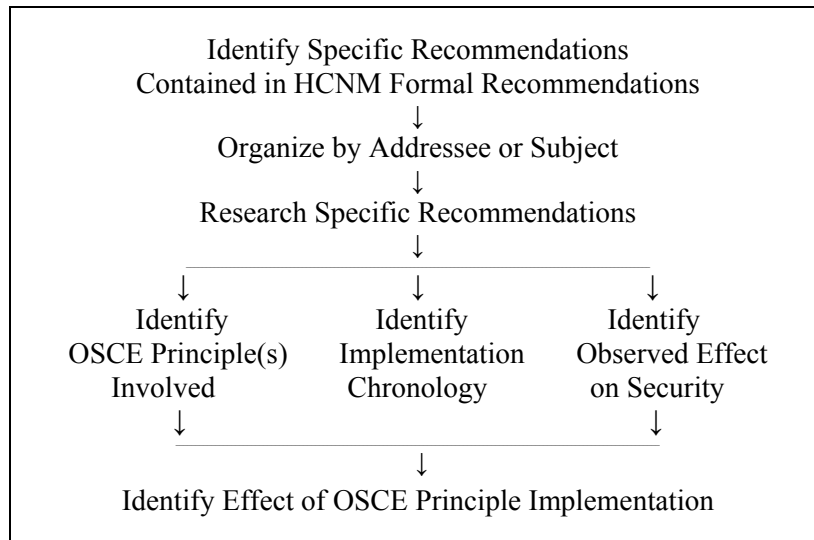 Identify Specific Recommendations
Contained in HCNM Formal Recommendations
↓
Organize by Addressee or Subject
↓
Research Specific Recommendations
↓
↓ ↓ ↓
Identify
OSCE Principle(s)
Involved
Identify
Implementation
Chronology
Identify
Observed Effect
on Security
↓ ↓
↓
Identify Effect of OSCE Principle Implementation